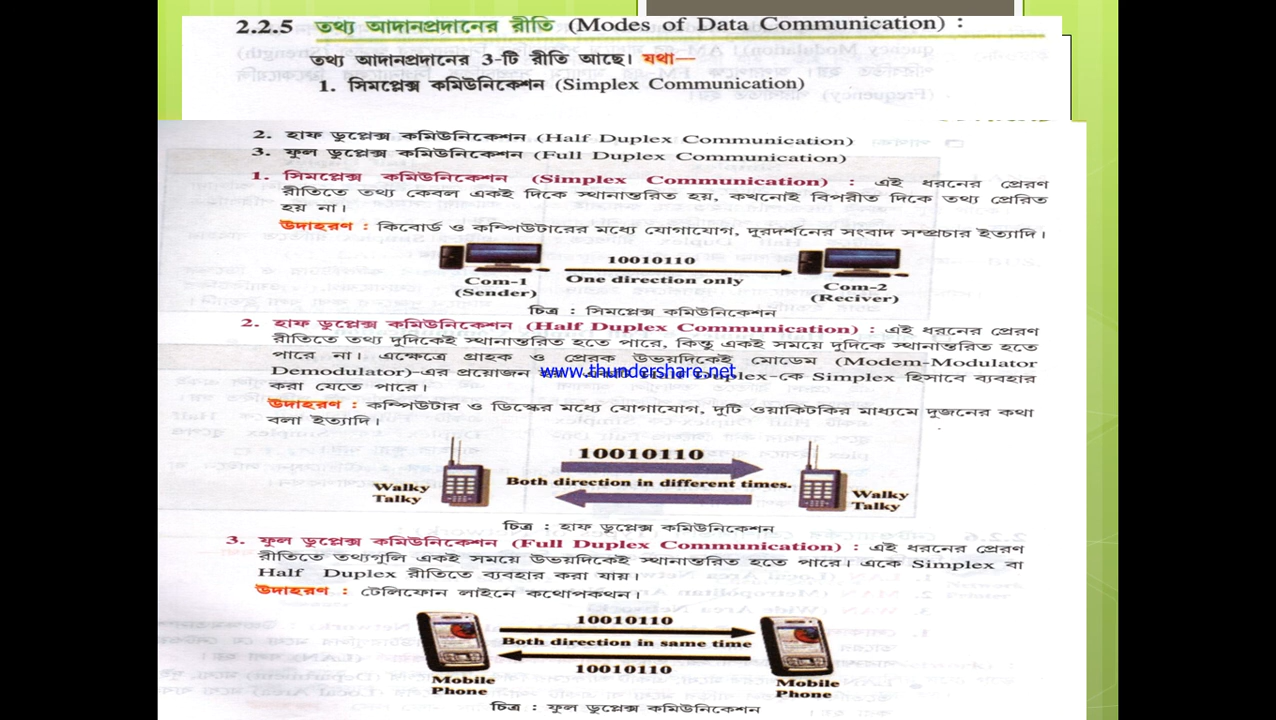 2.2.5 তথ্য আদানপ্রদানের রীতি (Modes of Data Communication) :
তথ্য আদানপ্রদানের 3-টি রীতি আছে। যথা—
1. সিমপ্লেক্স কমিউনিকেশন (Simplex Communication)
2. হাফ ডুপ্লেক্স কমিউনিকেশন (Half Duplex Communication)
3. ফুল ডুপ্লেক্স কমিউনিকেশন (Full Duplex Communication)
1. সিমপ্লেক্স কমিউনিকেশন (Simplex Communication) : এই ধরনের প্রেরণ
রীতিতে তথ্য কেবল একই দিকে স্থানান্তরিত হয়, কখনোই বিপরীত দিকে তথ্য প্রেরিত
হয় না।
উদাহরণ : কিবোর্ড ও কম্পিউটারের মধ্যে যোগাযোগ, দূরদর্শনের সংবাদ সম্প্রচার ইত্যাদি।
10010110
One direction only
Com-1
(Sender)
Com-2
(Reciver)
চিত্র : সিমপ্লেক্স কমিউনিকেশন
2. হাফ ডুপ্লেক্স কমিউনিকেশন (Half Duplex Communication) : এই ধরনের প্রেরণ
রীতিতে তথ্য দুদিকেই স্থানান্তরিত হতে পারে, কিন্তু একই সময়ে দুদিকে স্থানান্তরিত হতে
পারে না। এক্ষেত্রে গ্রাহক ও প্রেরক উভয়দিকেই মোডেম (Modem-Modulator
Demodulator)-এর প্রয়োজন Duplex-কে Simplex হিসাবে ব্যবহার
www.thundershare.net
করা যেতে পারে।
উদাহরণ : কম্পিউটার ও ডিস্কের মধ্যে যোগাযোগ, দুটি ওয়াকিটকির মাধ্যমে দুজনের কথা
বলা ইত্যাদি।
10010110
Both direction in different times.
Walky
Talky
Walky
Talky
চিত্র : হাফ ডুপ্লেক্স কমিউনিকেশন
3. ফুল ডুপ্লেক্স কমিউনিকেশন (Full Duplex Communication) : এই ধরনের প্রেরণ
রীতিতে তথ্যগুলি একই সময়ে উভয়দিকেই স্থানান্তরিত হতে পারে। একে Simplex বা
Half Duplex রীতিতে ব্যবহার করা যায়।
উদাহরণ : টেলিফোন লাইনে কথোপকথন।
10010110
Both direction in same time
10010110
Mobile
Phone
Mobile
Phone
চিত্র : ফুল ডুপ্লেক্স কমিউনিকেশন